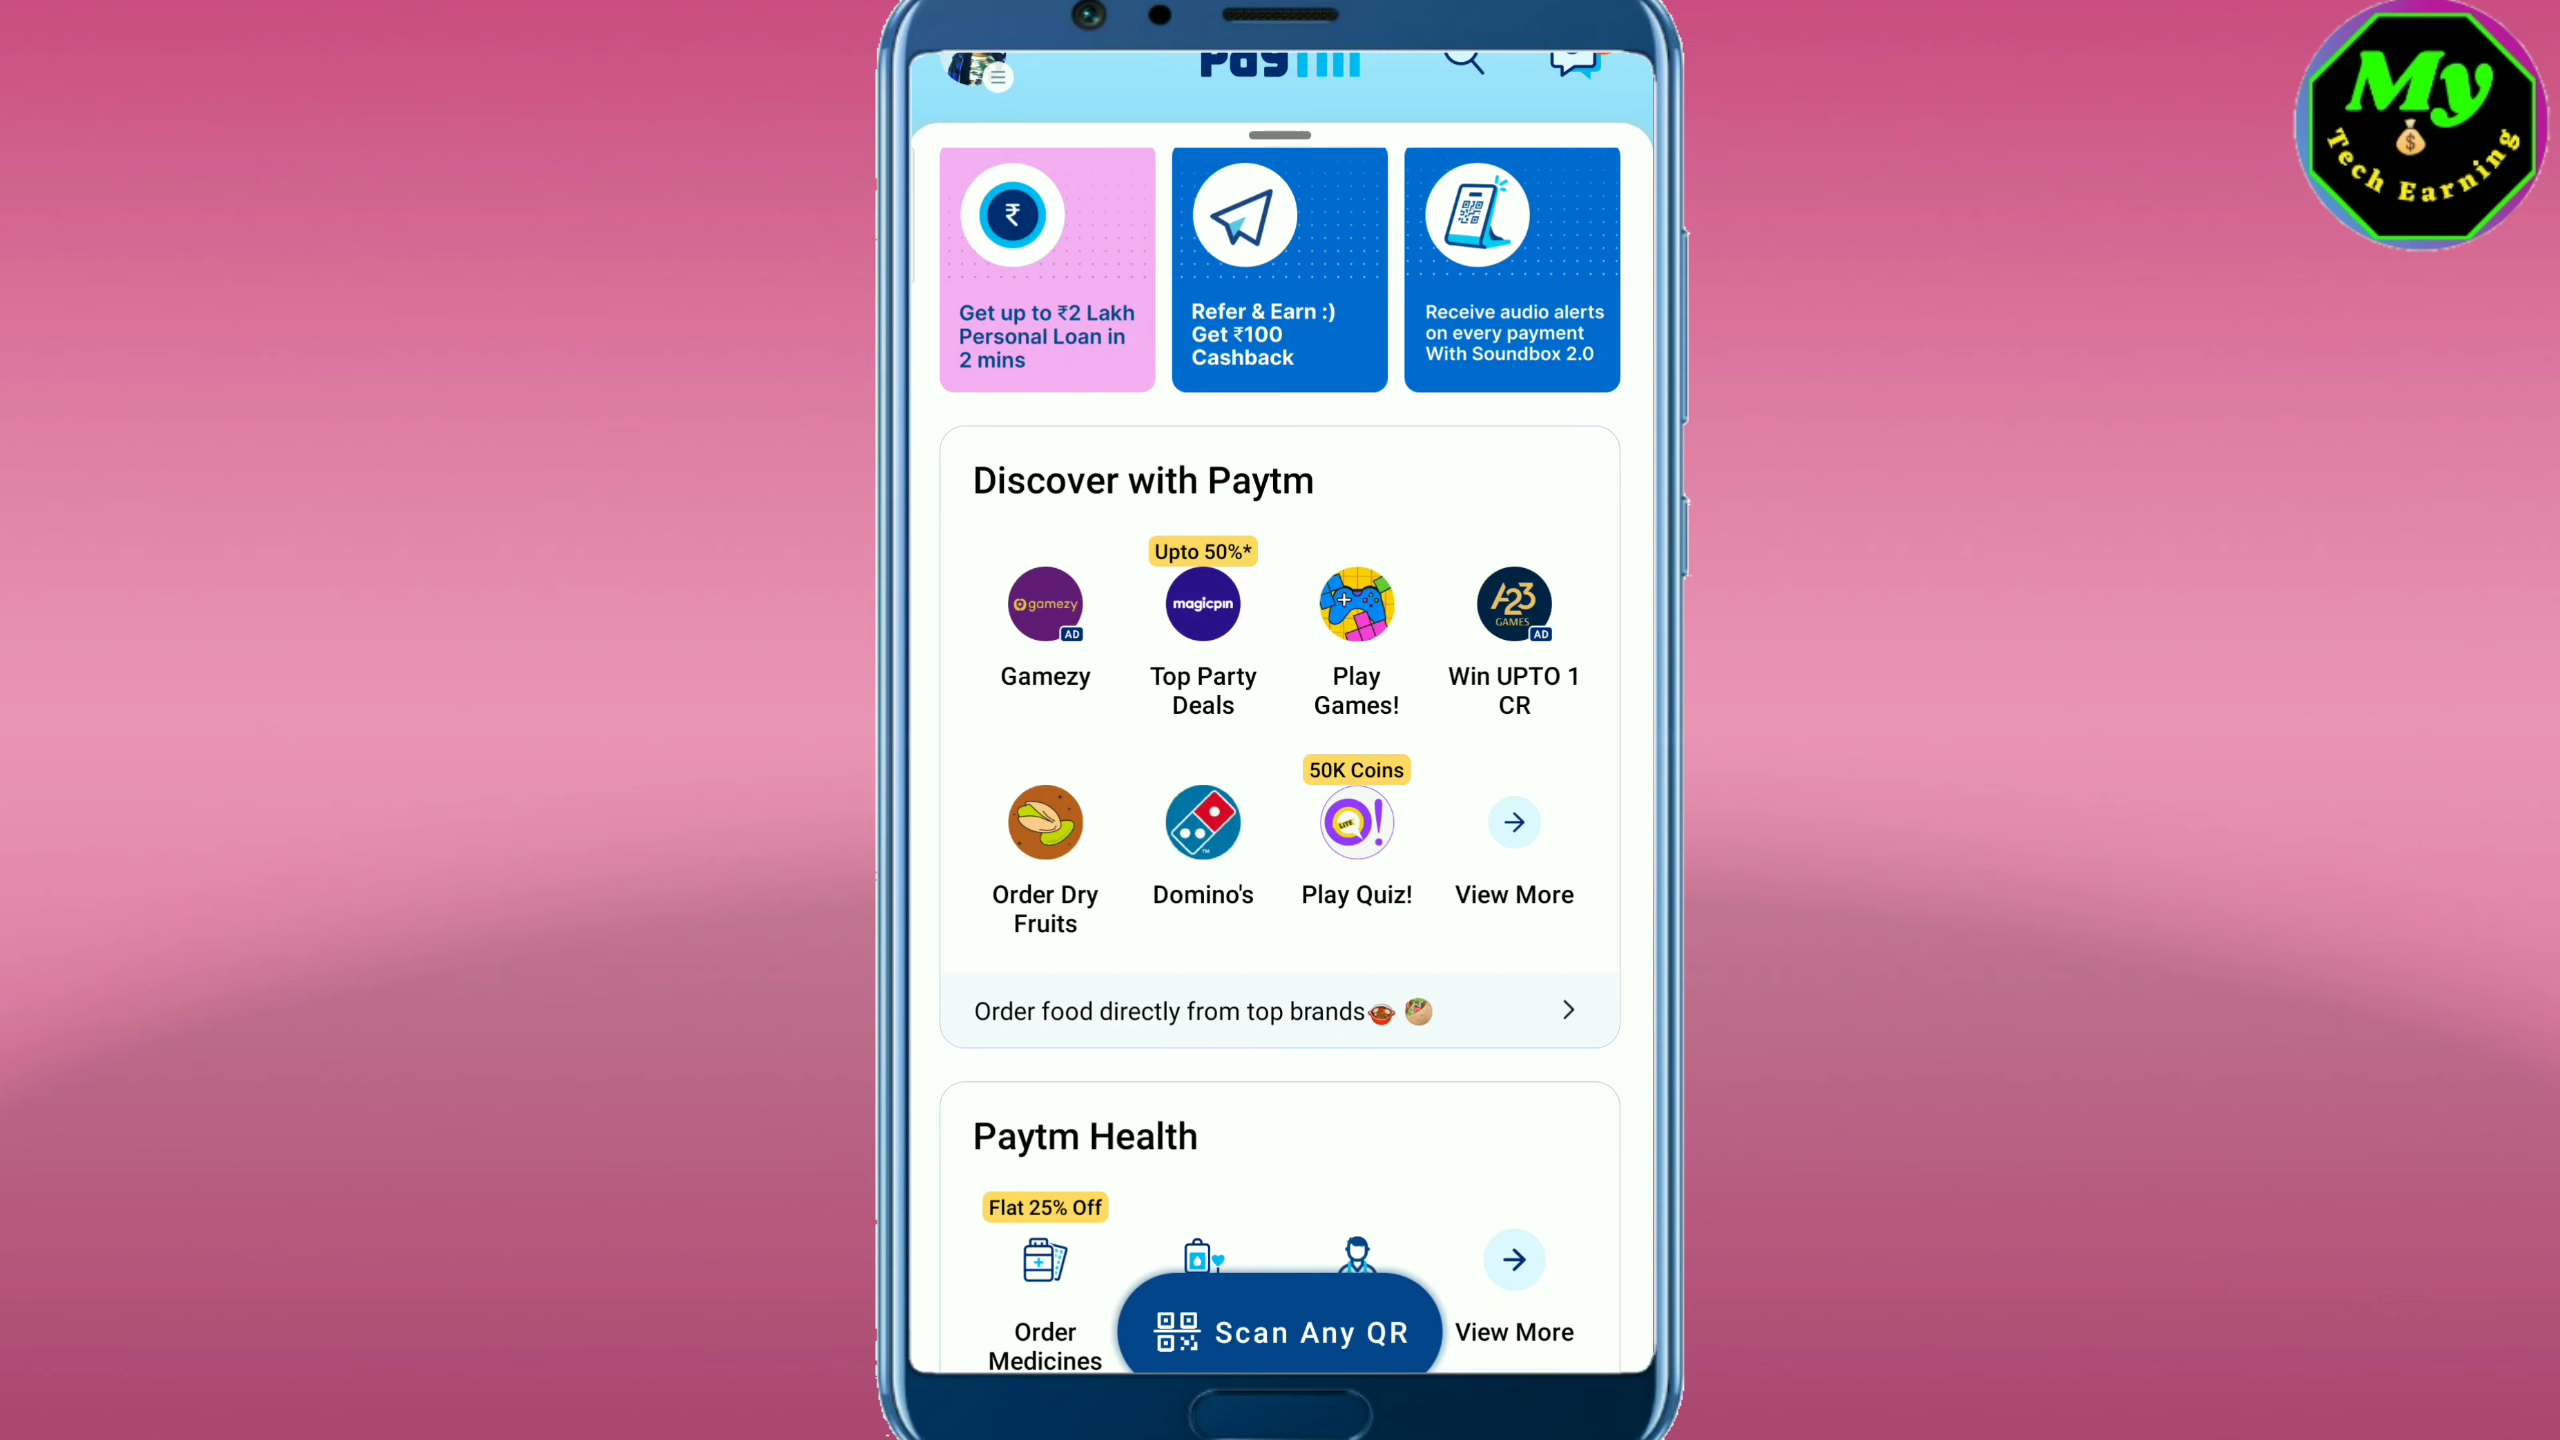 Paytm
My
Tech Earning
$
₹
Get up to ₹2 Lakh
Personal Loan in
2 mins
Refer & Earn :)
Get ₹100
Cashback
Receive audio alerts
on every payment
With Soundbox 2.0
Discover with Paytm
Upto 50%*
gamezy
AD
magicpin
A23
GAMES
AD
Gamezy
Top Party
Deals
Play
Games!
Win UPTO 1
CR
50K Coins
LITE
TM
Order Dry
Fruits
Domino's
Play Quiz!
View More
Order food directly from top brands
Paytm Health
Flat 25% Off
Order
Medicines
Scan Any QR
View More